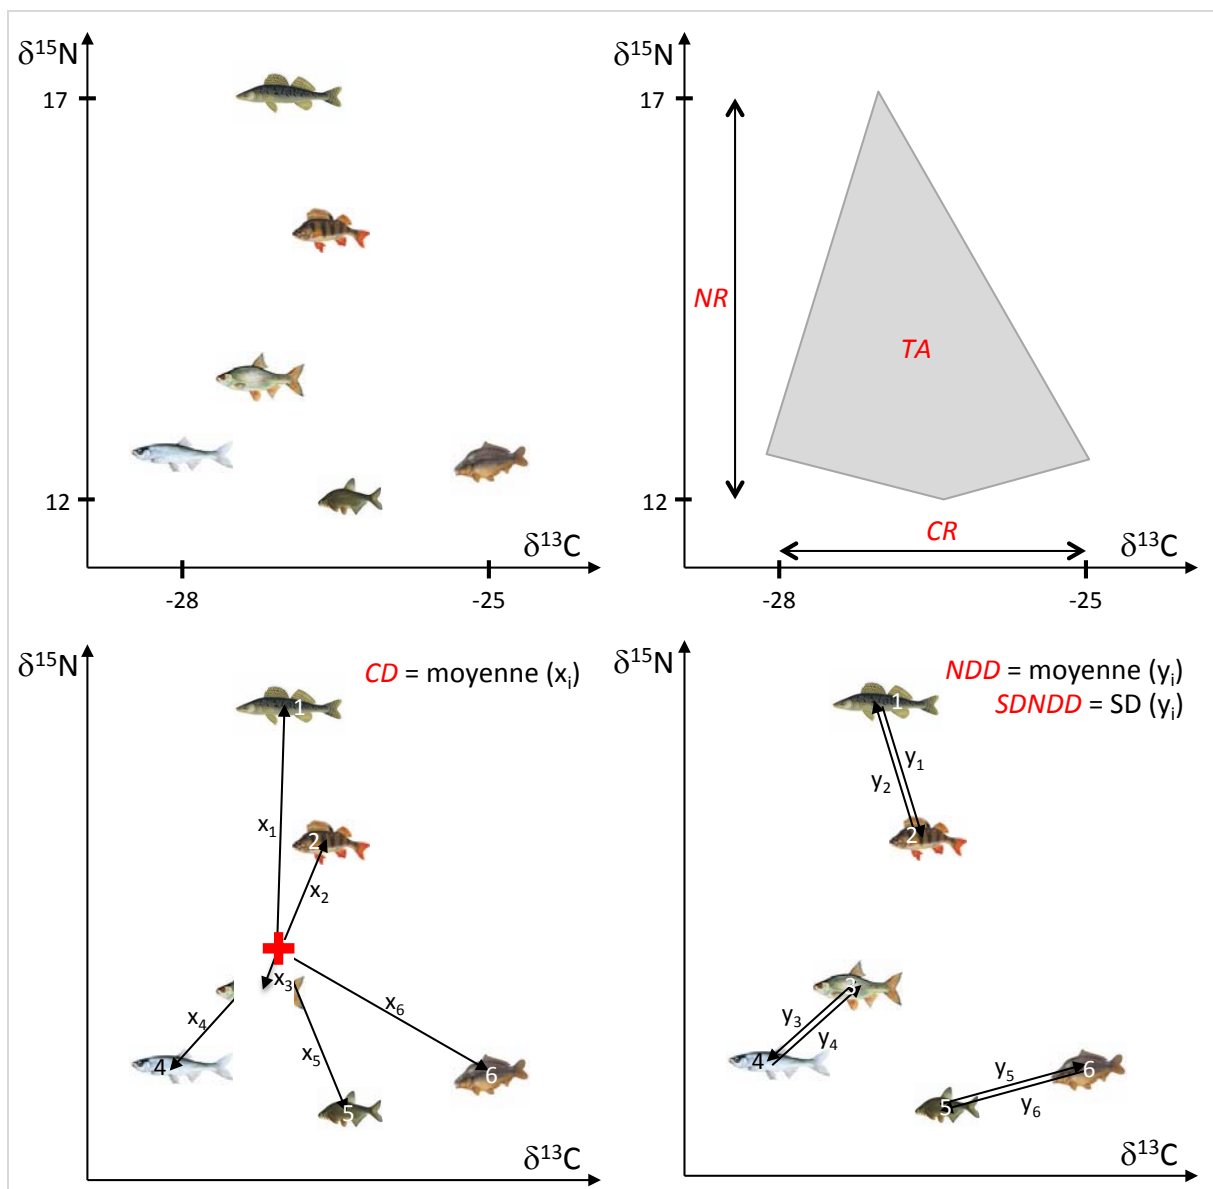 δ¹⁵N
17
12
δ¹³C
-28
-25
δ¹⁵N
17
NR
TA
12
CR
δ¹³C
-28
-25
δ¹⁵N
CD = moyenne (xᵢ)
1
x₁
2
x₂
x₃
x₄
x₆
x₅
4
6
5
δ¹³C
δ¹⁵N
NDD = moyenne (yᵢ)
SDNDD = SD (yᵢ)
1
y₁
y₂
2
3
y₃
y₄
4
y₅
6
y₆
5
δ¹³C